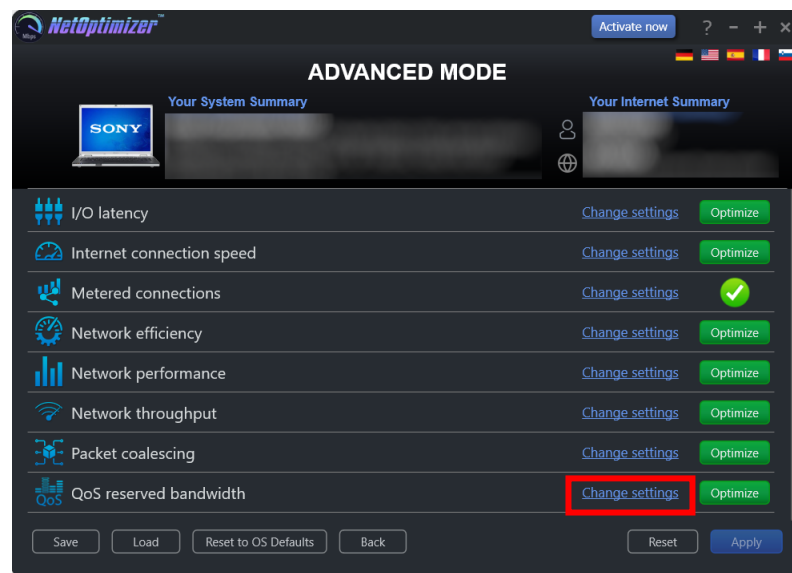 Mbps NetOptimizer™ Activate now ? - + ×
ADVANCED MODE
Your System Summary Your Internet Summary
SONY
I/O latency Change settings Optimize
Internet connection speed Change settings Optimize
Metered connections Change settings
Network efficiency Change settings Optimize
Network performance Change settings Optimize
Network throughput Change settings Optimize
Packet coalescing Change settings Optimize
QoS QoS reserved bandwidth Change settings Optimize
Save Load Reset to OS Defaults Back Reset Apply